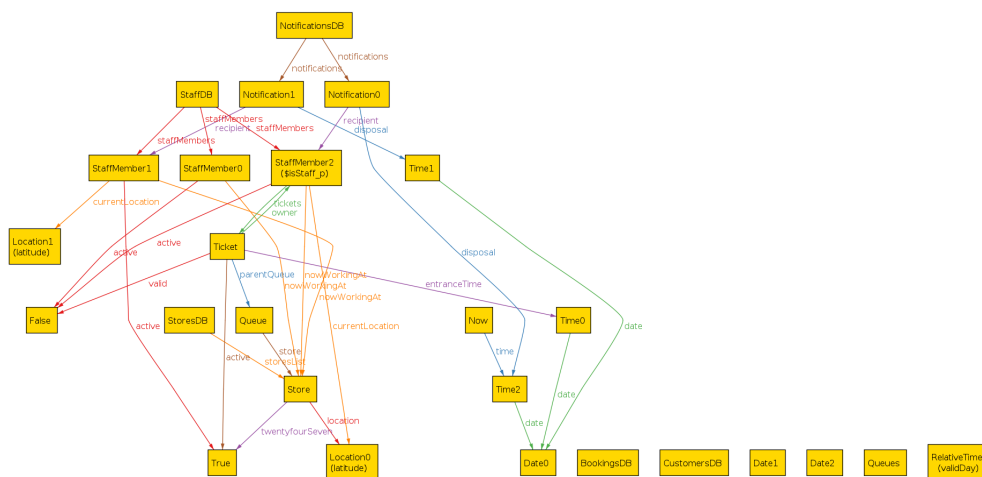 NotificationsDB
notifications
notifications
StaffDB
Notification1
Notification0
staffMembers
recipient
staffMembers
recipient
disposal
staffMembers
StaffMember1
StaffMember0
StaffMember2
($isStaff_p)
Time1
currentLocation
tickets
owner
Location1
(latitude)
active
active
Ticket
disposal
valid
parentQueue
nowWorkingAt
nowWorkingAt
nowWorkingAt
entranceTime
False
active
StoresDB
Queue
currentLocation
Now
Time0
date
active
store
storesList
time
Store
Time2
date
twentyfourSeven
location
date
True
Location0
(latitude)
Date0
BookingsDB
CustomersDB
Date1
Date2
Queues
RelativeTime
(validDay)